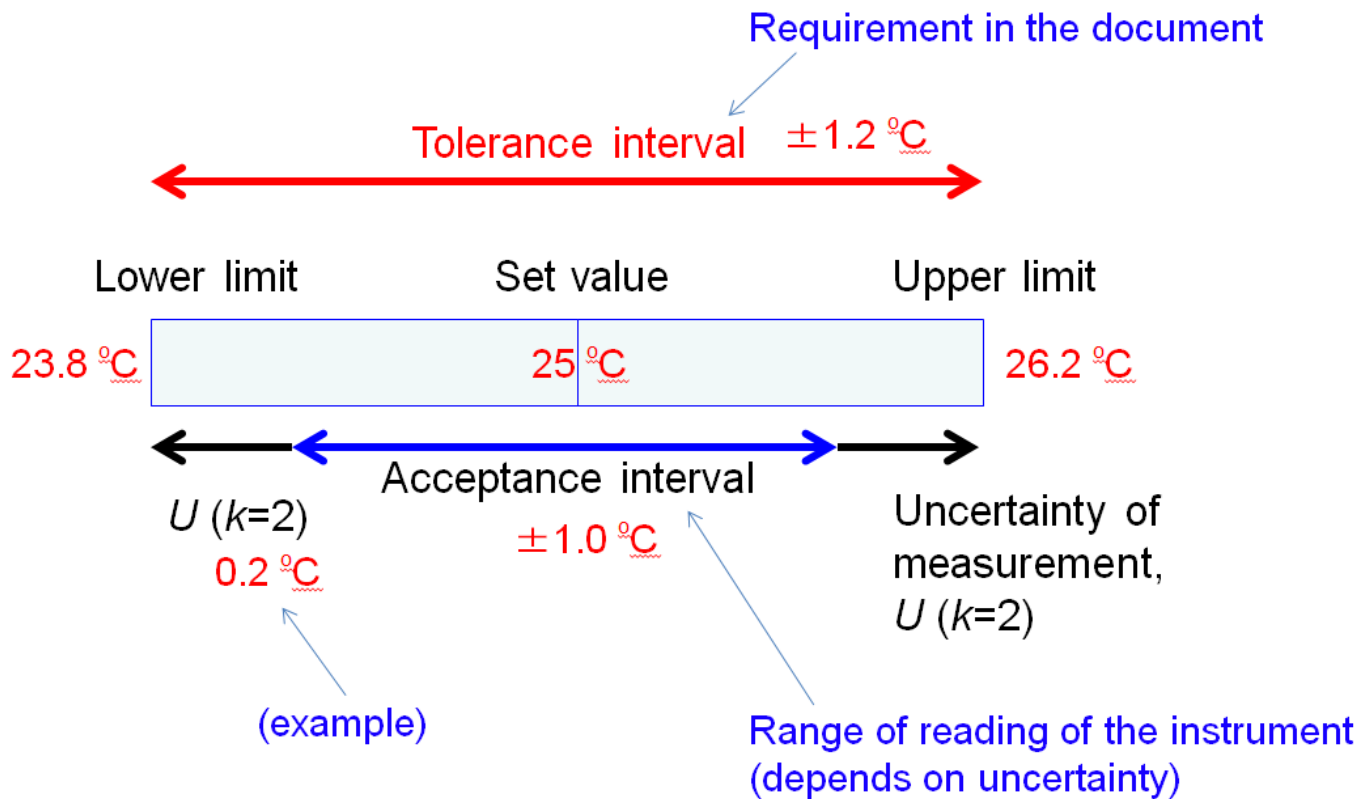 Requirement in the document
Tolerance interval ±1.2 ºC
Lower limit Set value Upper limit
23.8 ºC 25 ºC 26.2 ºC
Acceptance interval
±1.0 ºC
U (k=2)
0.2 ºC
Uncertainty of
measurement,
U (k=2)
(example)
Range of reading of the instrument
(depends on uncertainty)